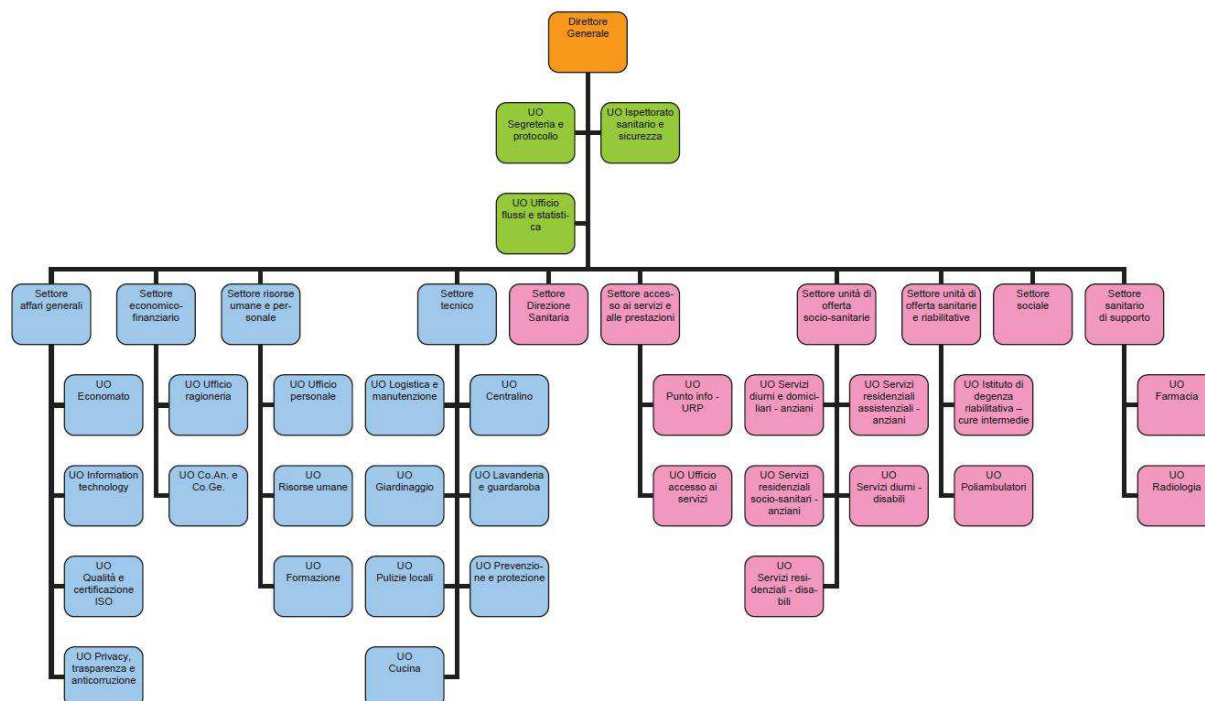 Direttore
Generale
UO
Segreteria e
protocollo
UO Ispettorato
sanitario e
sicurezza
UO Ufficio
flussi e statisti-
ca
Settore
affari generali
Settore
economico-
finanziario
Settore risorse
umane e per-
sonale
Settore
tecnico
Settore
Direzione
Sanitaria
Settore acces-
so ai servizi e
alle prestazioni
Settore unità di
offerta
socio-sanitarie
Settore unità di
offerta sanitarie
e riabilitative
Settore
sociale
Settore
sanitario
di supporto
UO
Economato
UO Ufficio
ragioneria
UO Ufficio
personale
UO Logistica e
manutenzione
UO
Centralino
UO
Punto info -
URP
UO Servizi
diurni e domici-
liari - anziani
UO Servizi
residenziali
assistenziali -
anziani
UO Istituto di
degenza
riabilitativa –
cure intermedie
UO
Farmacia
UO Information
technology
UO Co.An. e
Co.Ge.
UO
Risorse umane
UO
Giardinaggio
UO Lavanderia
e guardaroba
UO Ufficio
accesso ai
servizi
UO Servizi
residenziali
socio-sanitari -
anziani
UO
Servizi diurni -
disabili
UO
Poliambulatori
UO
Radiologia
UO
Qualità e
certificazione
ISO
UO
Formazione
UO
Pulizie locali
UO Prevenzio-
ne e protezione
UO
Servizi resi-
denziali - disa-
bili
UO Privacy,
trasparenza e
anticorruzione
UO
Cucina